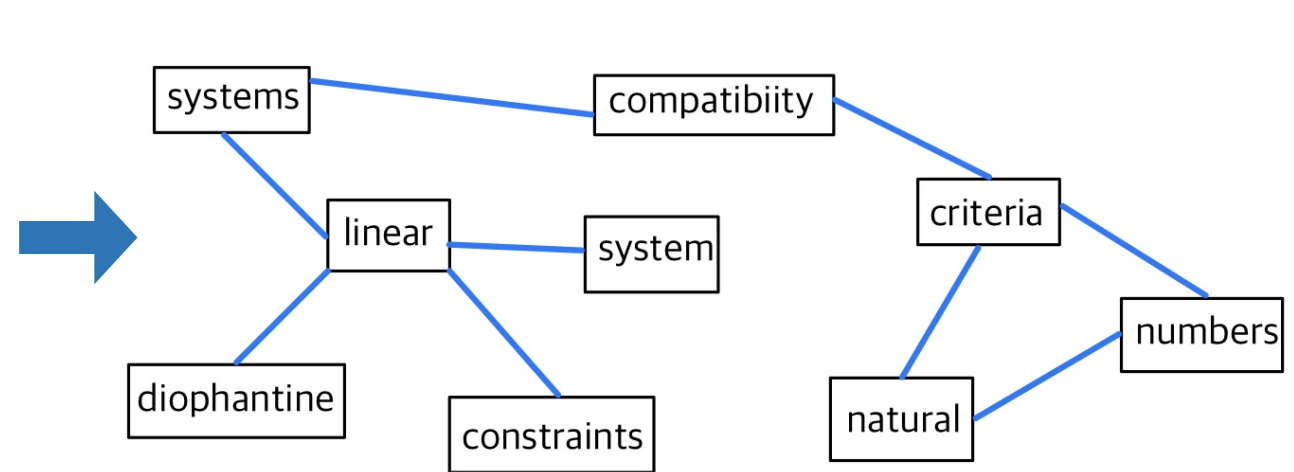 systems
compatibiity
linear
system
criteria
numbers
diophantine
constraints
natural